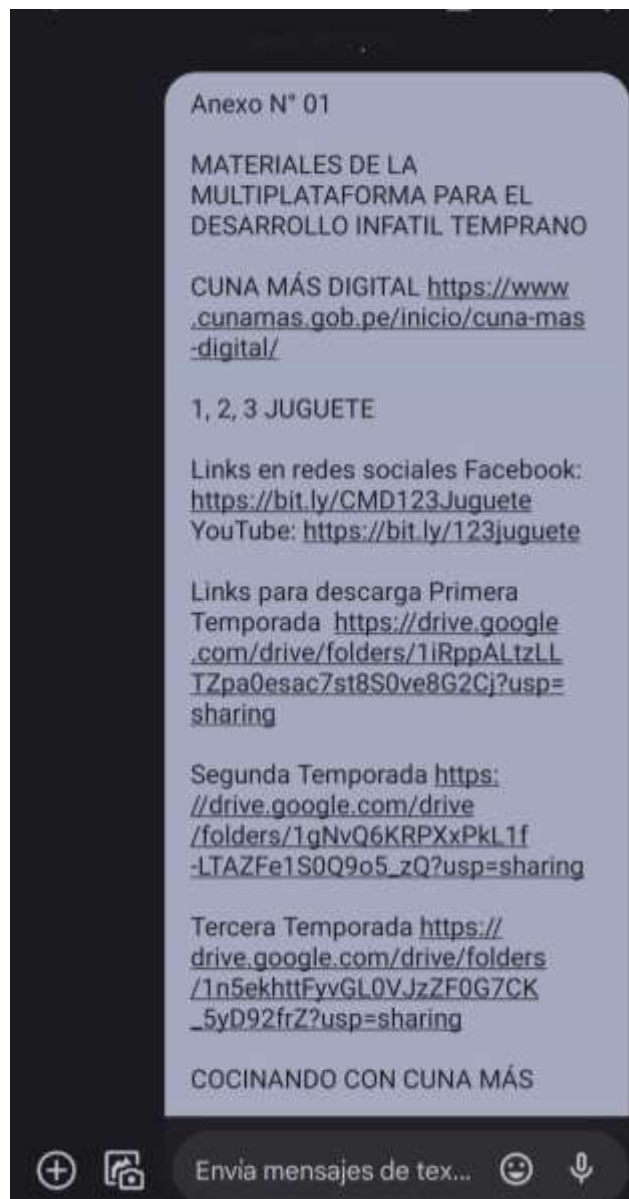 Anexo N° 01
MATERIALES DE LA
MULTIPLATAFORMA PARA EL
DESARROLLO INFATIL TEMPRANO
CUNA MÁS DIGITAL https://www
.cunamas.gob.pe/inicio/cuna-mas
-digital/
1, 2, 3 JUGUETE
Links en redes sociales Facebook:
https://bit.ly/CMD123Juguete
YouTube: https://bit.ly/123juguete
Links para descarga Primera
Temporada https://drive.google
.com/drive/folders/1iRppALtzLL
TZpa0esac7st8S0ve8G2Cj?usp=
sharing
Segunda Temporada https:
//drive.google.com/drive
/folders/1gNvQ6KRPXxPkL1f
-LTAZFe1S0Q9o5_zQ?usp=sharing
Tercera Temporada https://
drive.google.com/drive/folders
/1n5ekhttFyvGL0VJzZF0G7CK
_5yD92frZ?usp=sharing
COCINANDO CON CUNA MÁS
Envía mensajes de tex...